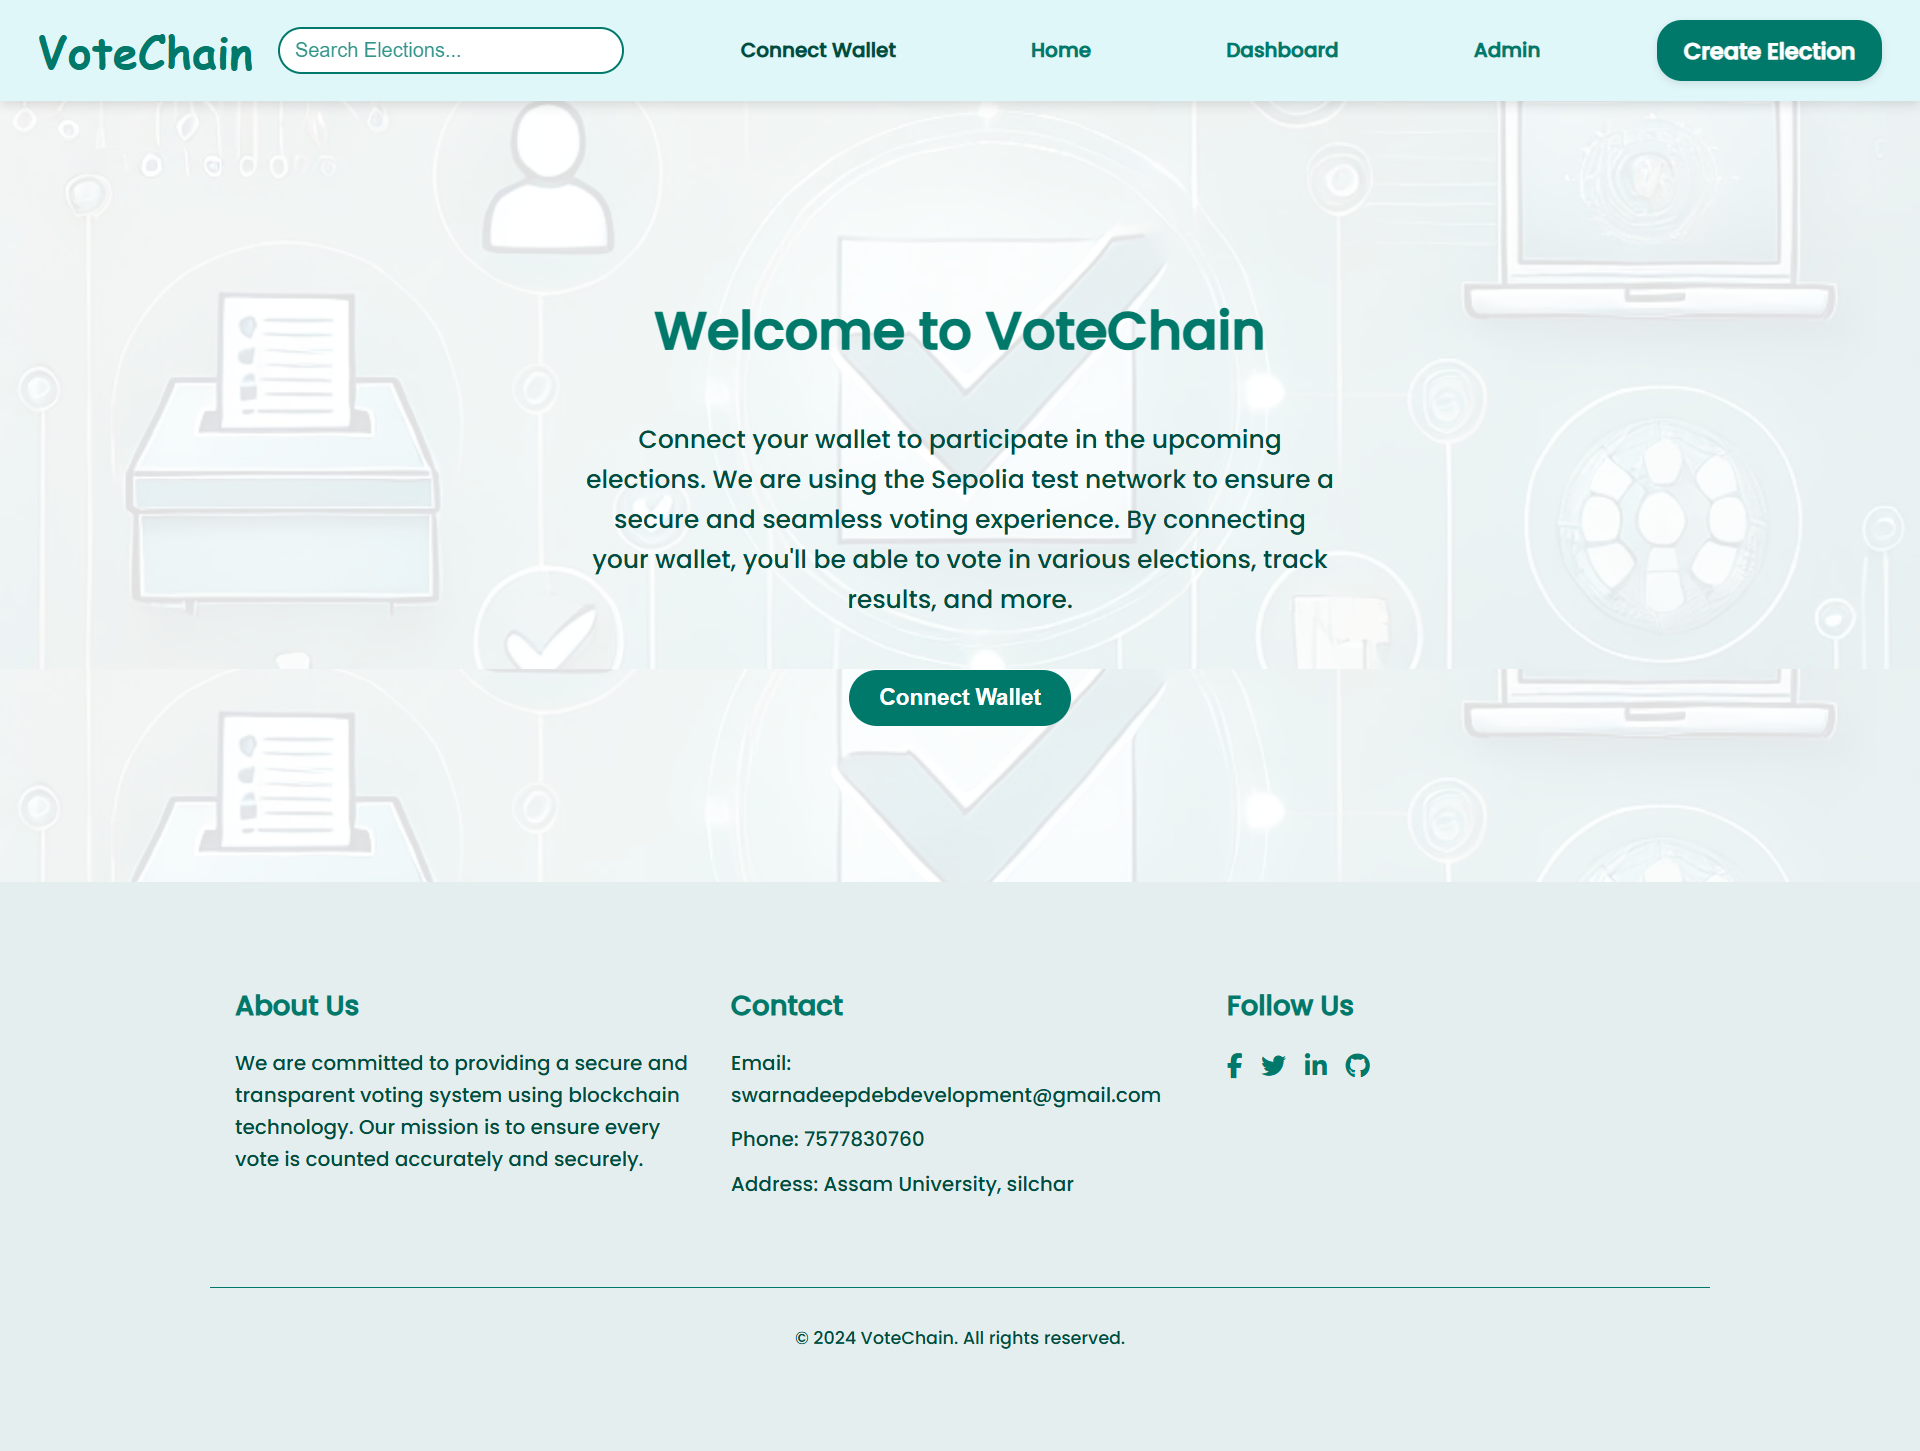 VoteChain
Search Elections...
Connect Wallet
Home
Dashboard
Admin
Create Election
Welcome to VoteChain
Connect your wallet to participate in the upcoming
elections. We are using the Sepolia test network to ensure a
secure and seamless voting experience. By connecting
your wallet, you'll be able to vote in various elections, track
results, and more.
Connect Wallet
About Us
We are committed to providing a secure and
transparent voting system using blockchain
technology. Our mission is to ensure every
vote is counted accurately and securely.
Contact
Email:
swarnadeepdebdevelopment@gmail.com
Phone: 7577830760
Address: Assam University, silchar
Follow Us
© 2024 VoteChain. All rights reserved.